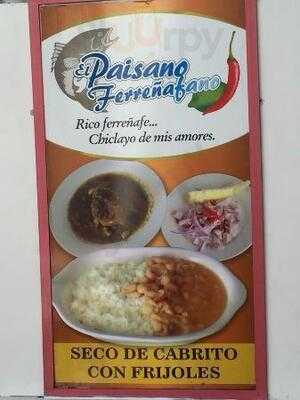 El Paisano
Ferreñafano
Rico ferreñafe...
Chiclayo de mis amores.
SECO DE CABRITO
CON FRIJOLES